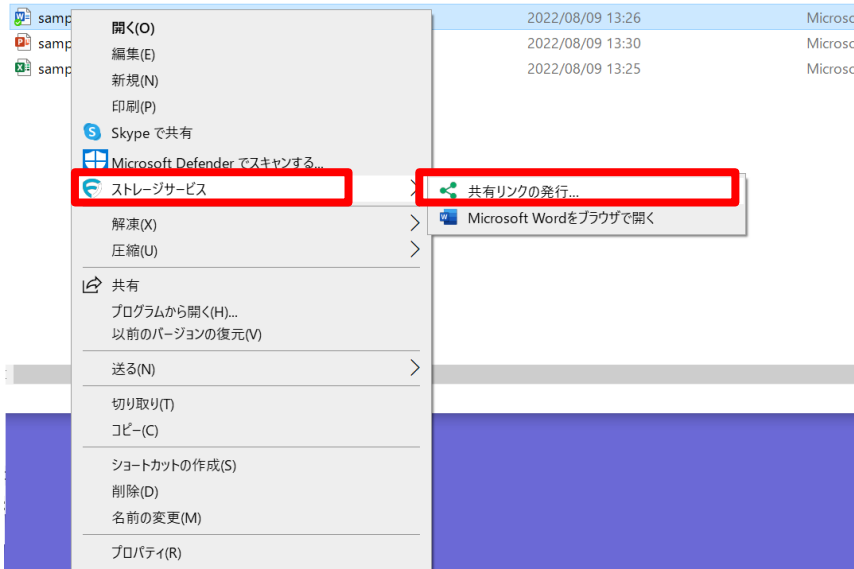 samp 2022/08/09 13:26 Microsc
samp 2022/08/09 13:30 Microsc
samp 2022/08/09 13:25 Microsc
開く(O)
編集(E)
新規(N)
印刷(P)
Skype で共有
Microsoft Defender でスキャンする...
ストレージサービス
共有リンクの発行...
Microsoft Wordをブラウザで開く
解凍(X)
圧縮(U)
共有
プログラムから開く(H)...
以前のバージョンの復元(V)
送る(N)
切り取り(T)
コピー(C)
ショートカットの作成(S)
削除(D)
名前の変更(M)
プロパティ(R)